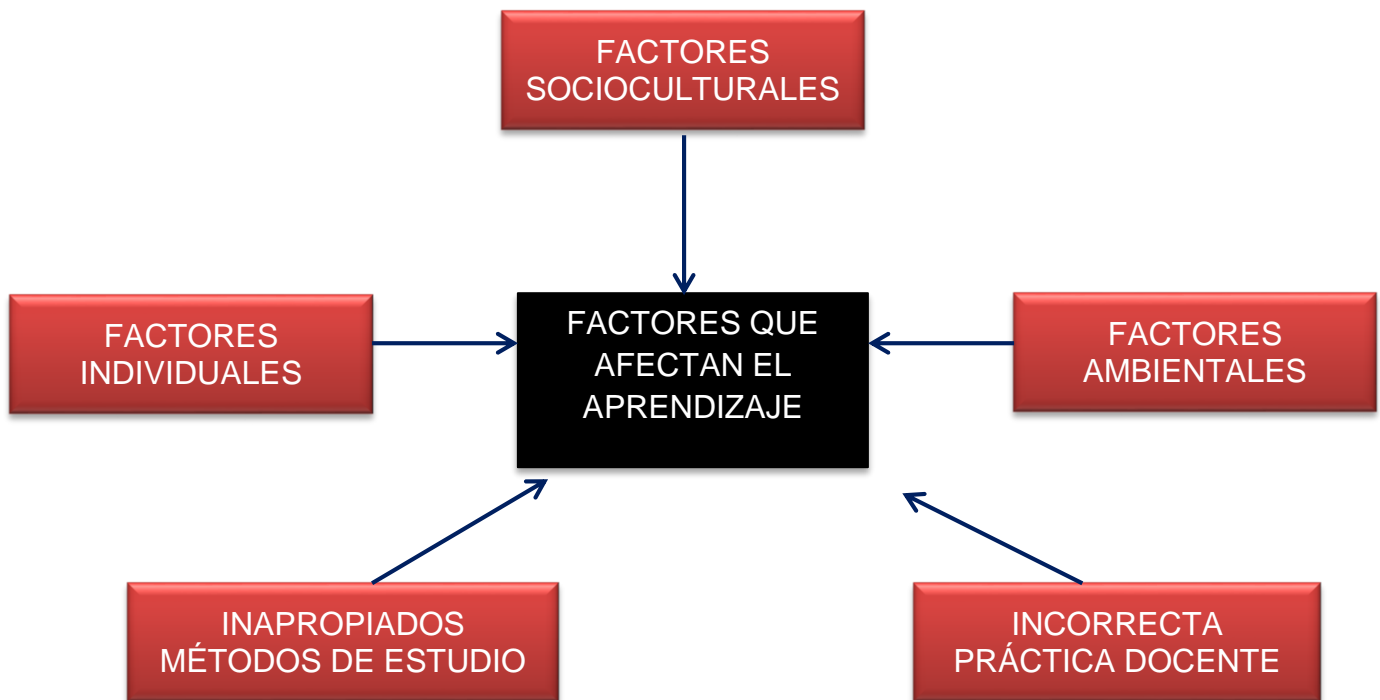 FACTORES
SOCIOCULTURALES
FACTORES
INDIVIDUALES
FACTORES QUE
AFECTAN EL
APRENDIZAJE
FACTORES
AMBIENTALES
INAPROPIADOS
MÉTODOS DE ESTUDIO
INCORRECTA
PRÁCTICA DOCENTE